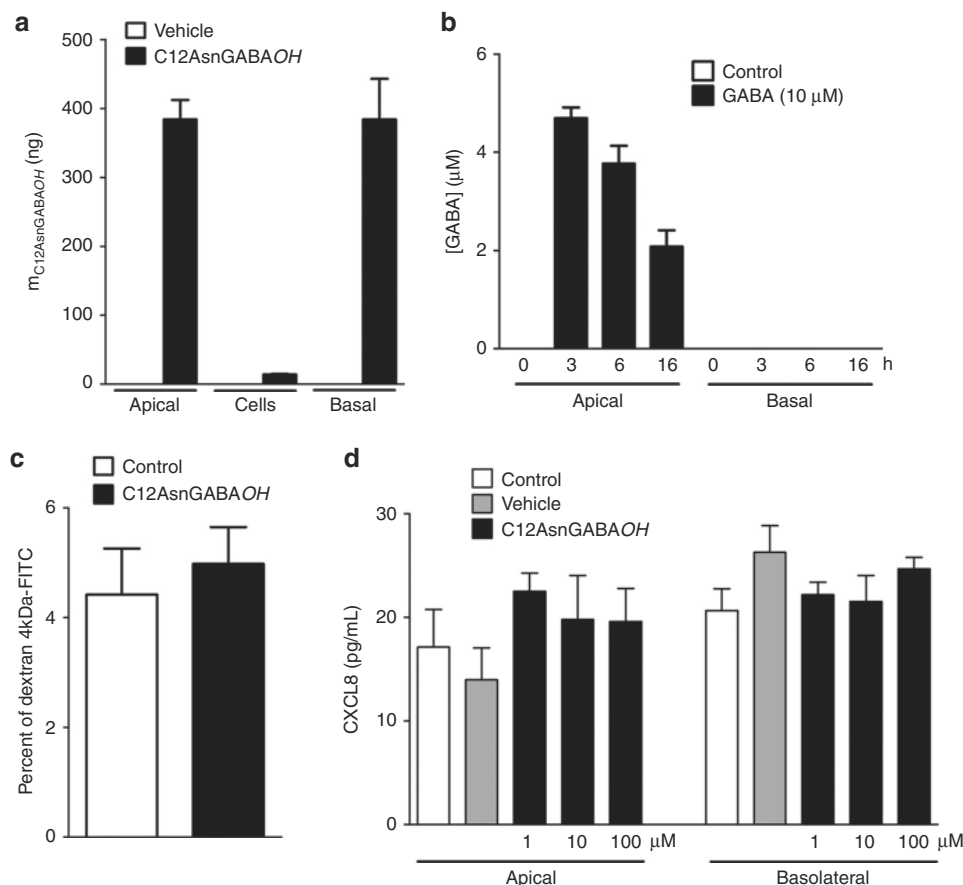 a
Vehicle
C12AsnGABAOH
500
400
300
200
100
0
mC12AsnGABAOH (ng)
Apical
Cells
Basal
b
Control
GABA (10 μM)
6
4
2
0
[GABA] (μM)
0 3 6 16 0 3 6 16 h
Apical
Basal
c
Control
C12AsnGABAOH
6
4
2
0
Percent of dextran 4kDa-FITC
d
Control
Vehicle
C12AsnGABAOH
30
20
10
0
CXCL8 (pg/mL)
1 10 100 μM 1 10 100 μM
Apical
Basolateral